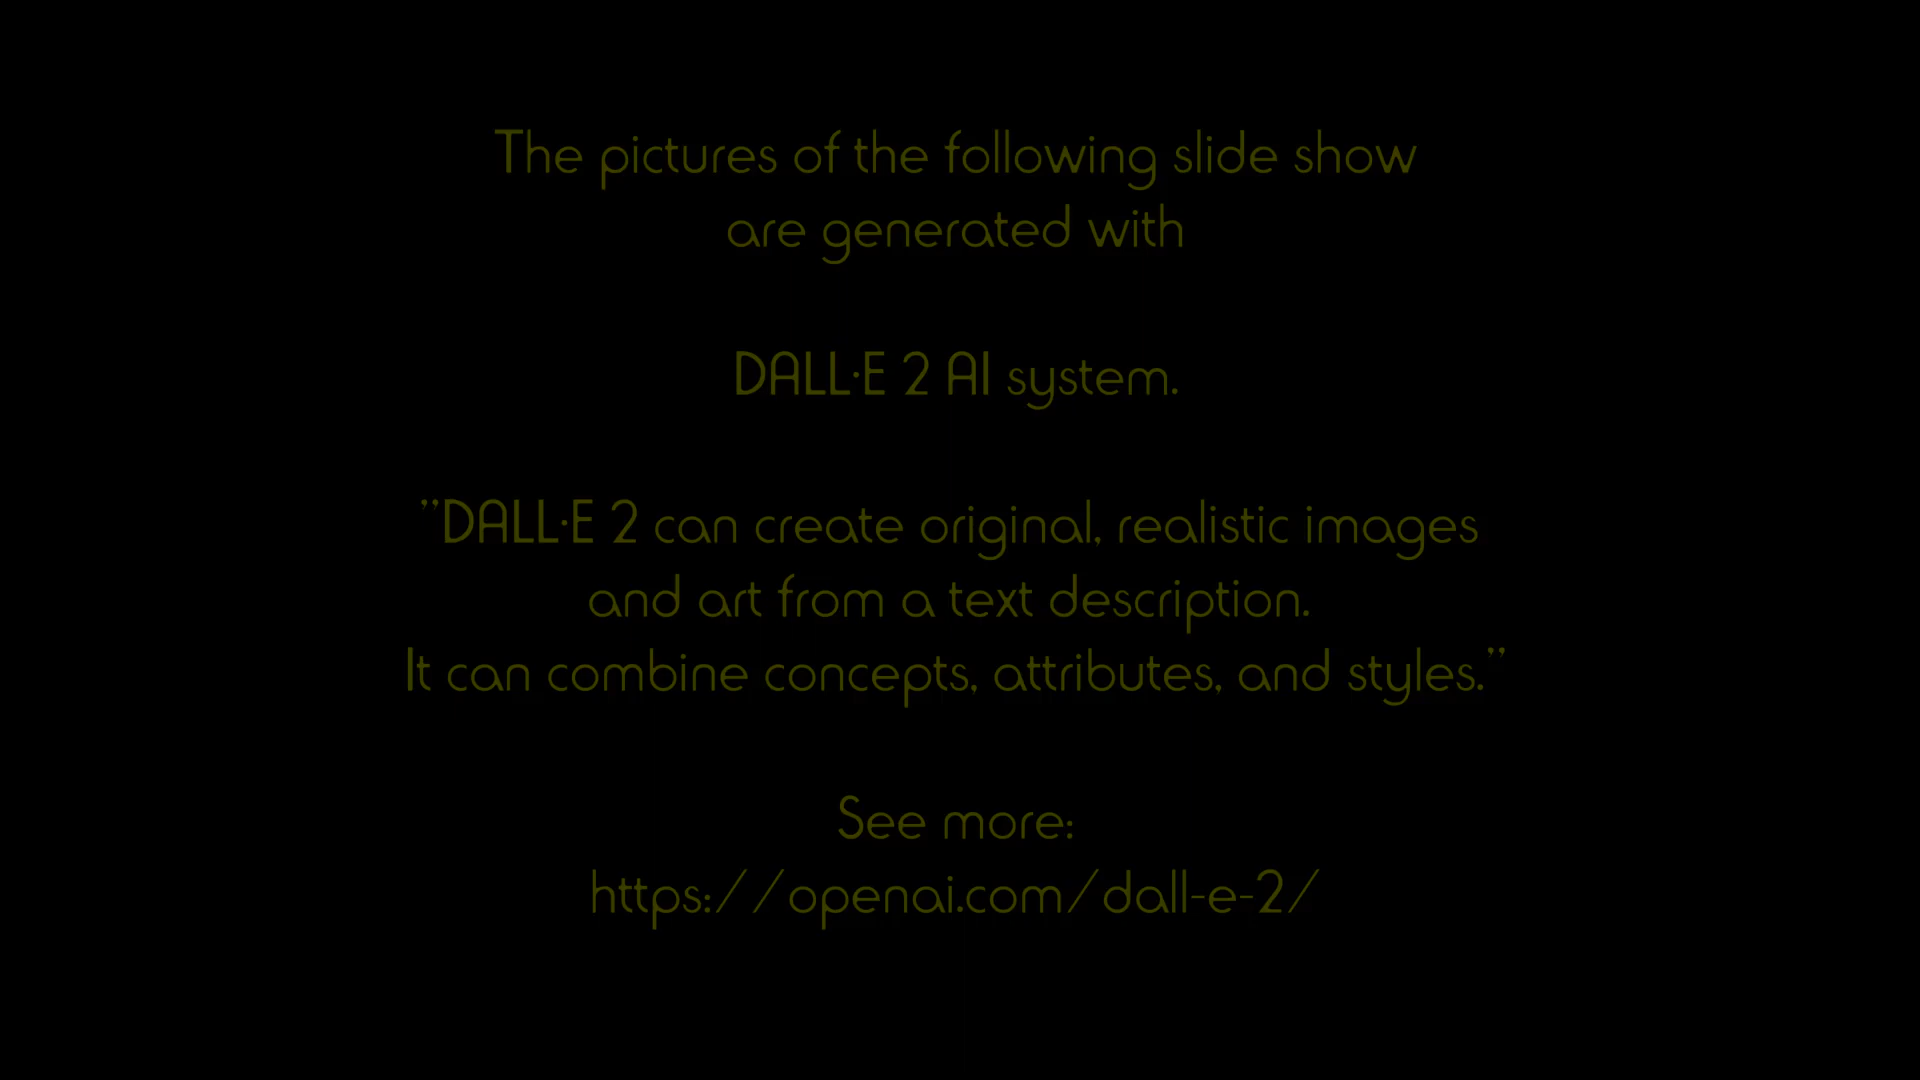 The pictures of the following slide show
are generated with
DALL·E 2 AI system.
”DALL·E 2 can create original, realistic images
and art from a text description.
It can combine concepts, attributes, and styles.”
See more:
https://openai.com/dall-e-2/